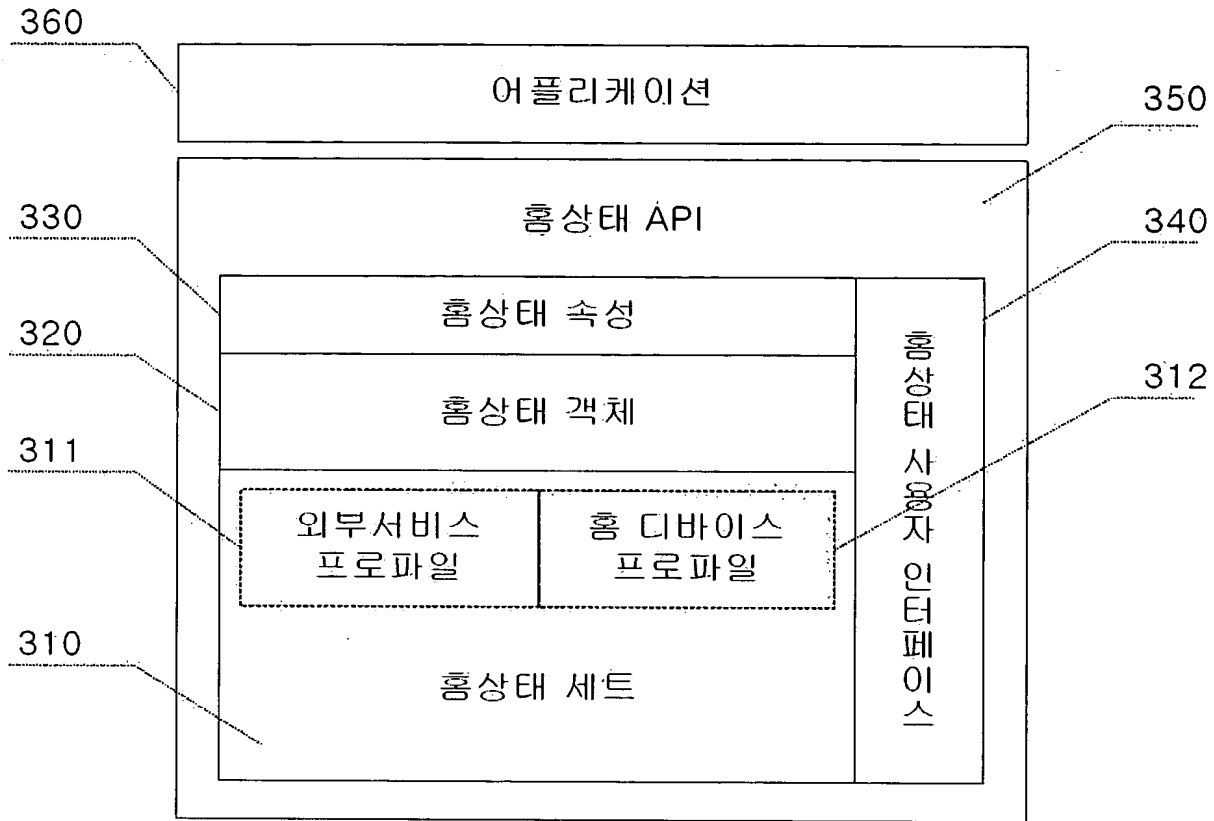 360
어플리케이션
350
홈상태 API
330
340
홈상태 속성
320
홈상태 사용자 인터페이스
312
홈상태 객체
311
외부서비스
프로파일
홈 디바이스
프로파일
310
홈상태 세트